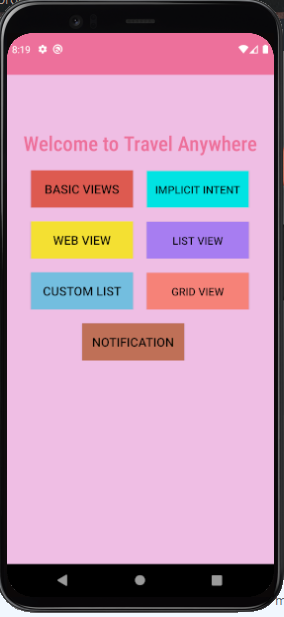 8:19
Welcome to Travel Anywhere
BASIC VIEWS IMPLICIT INTENT
WEB VIEW LIST VIEW
CUSTOM LIST GRID VIEW
NOTIFICATION